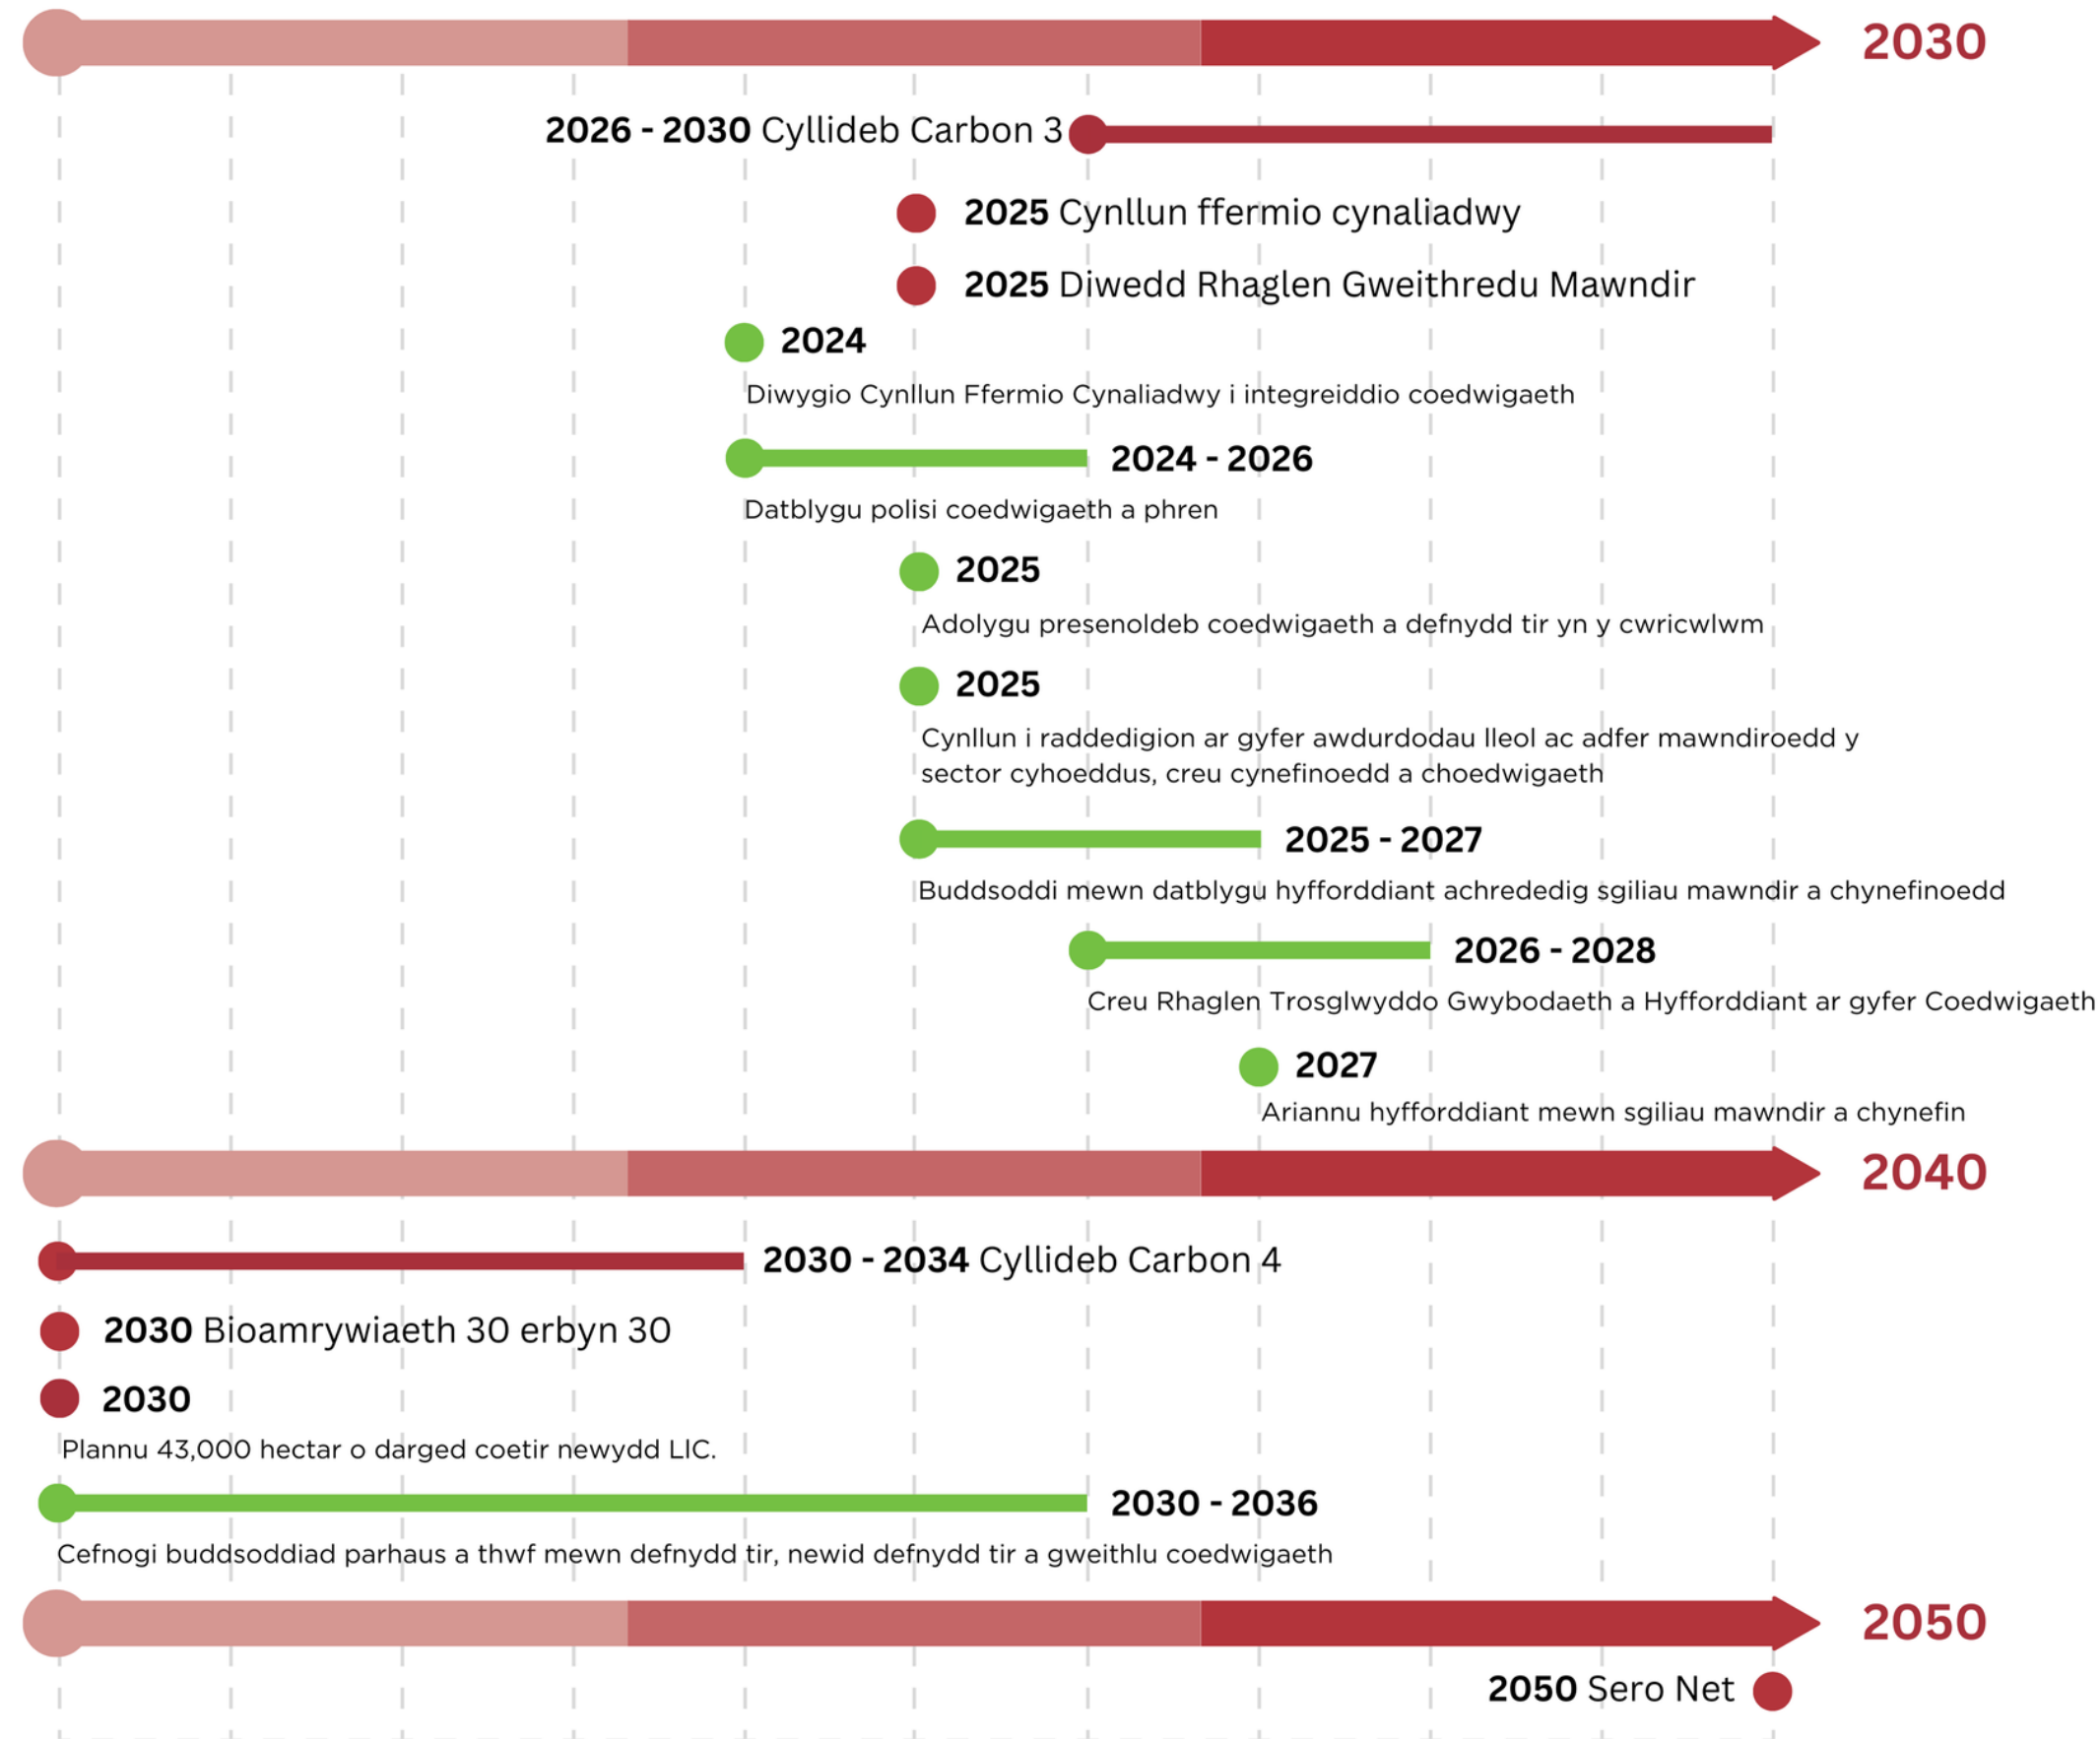 2030
2026 - 2030 Cyllideb Carbon 3
2025 Cynllun ffermio cynaliadwy
2025 Diwedd Rhaglen Gweithredu Mawndir
2024
Diwygio Cynllun Ffermio Cynaliadwy i integreiddio coedwigaeth
2024 - 2026
Datblygu polisi coedwigaeth a phren
2025
Adolygu presenoldeb coedwigaeth a defnydd tir yn y cwricwlwm
2025
Cynllun i raddedigion ar gyfer awdurdodau lleol ac adfer mawndiroedd y
sector cyhoeddus, creu cynefinoedd a choedwigaeth
2025 - 2027
Buddsoddi mewn datblygu hyfforddiant achrededig sgiliau mawndir a chynefinoedd
2026 - 2028
Creu Rhaglen Trosglwyddo Gwybodaeth a Hyfforddiant ar gyfer Coedwigaeth
2027
Ariannu hyfforddiant mewn sgiliau mawndir a chynefin
2040
2030 - 2034 Cyllideb Carbon 4
2030 Bioamrywiaeth 30 erbyn 30
2030
Plannu 43,000 hectar o darged coetir newydd LlC.
2030 - 2036
Cefnogi buddsoddiad parhaus a thwf mewn defnydd tir, newid defnydd tir a gweithlu coedwigaeth
2050
2050 Sero Net